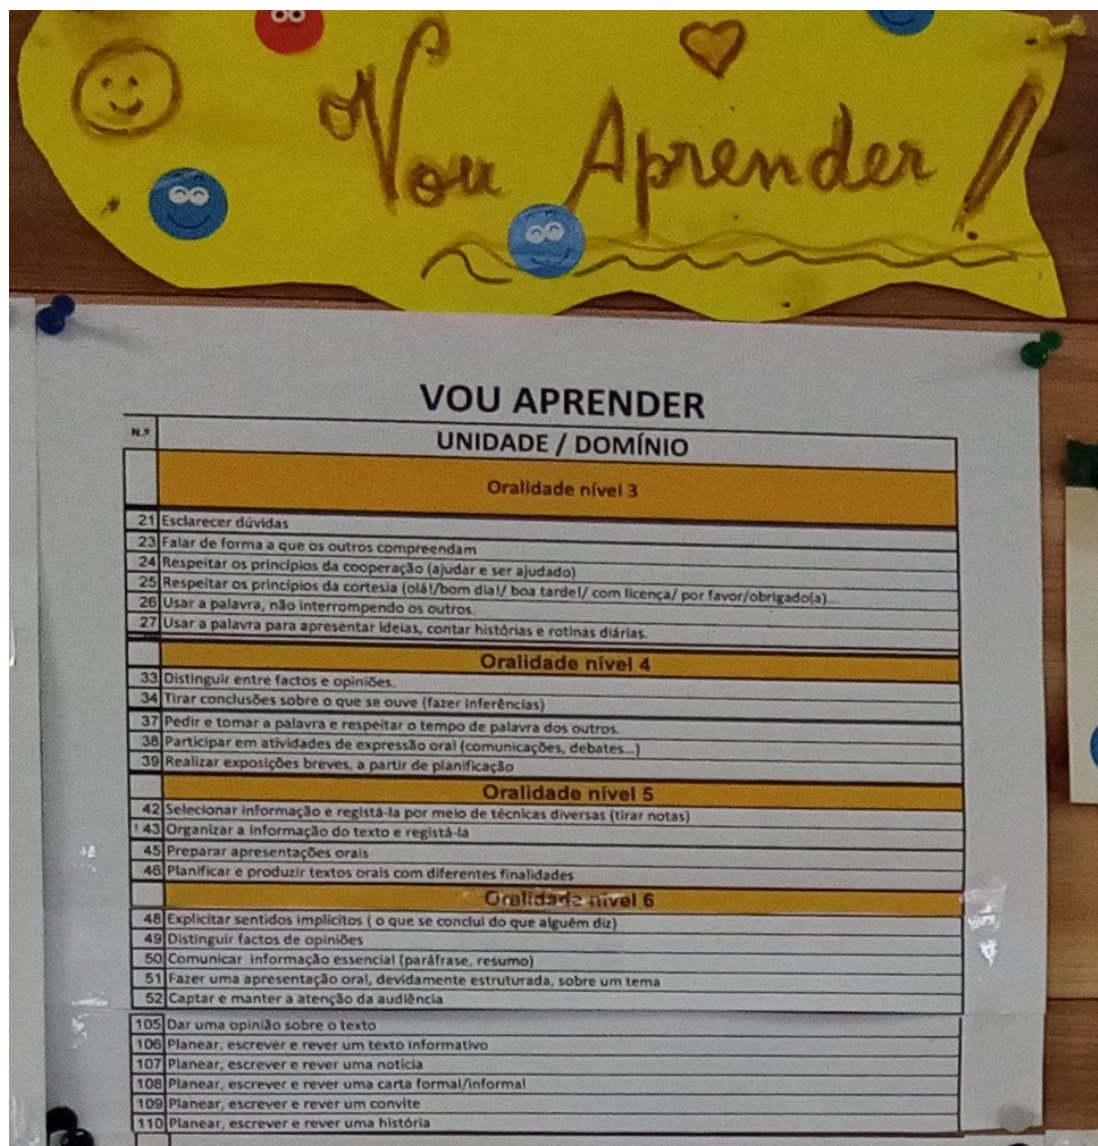 Vou Aprender!
VOU APRENDER
N.º
UNIDADE / DOMÍNIO
Oralidade nível 3
21 Esclarecer dúvidas
23 Falar de forma a que os outros compreendam
24 Respeitar os princípios da cooperação (ajudar e ser ajudado)
25 Respeitar os princípios da cortesia (olá!/bom dia!/ boa tarde!/ com licença/ por favor/obrigado(a)...
26 Usar a palavra, não interrompendo os outros.
27 Usar a palavra para apresentar ideias, contar histórias e rotinas diárias.
Oralidade nível 4
33 Distinguir entre factos e opiniões.
34 Tirar conclusões sobre o que se ouve (fazer inferências)
37 Pedir e tomar a palavra e respeitar o tempo de palavra dos outros.
38 Participar em atividades de expressão oral (comunicações, debates...)
39 Realizar exposições breves, a partir de planificação
Oralidade nível 5
42 Selecionar informação e registá-la por meio de técnicas diversas (tirar notas)
43 Organizar a informação do texto e registá-la
45 Preparar apresentações orais
46 Planificar e produzir textos orais com diferentes finalidades
Oralidade nível 6
48 Explicitar sentidos implícitos ( o que se conclui do que alguém diz)
49 Distinguir factos de opiniões
50 Comunicar informação essencial (paráfrase, resumo)
51 Fazer uma apresentação oral, devidamente estruturada, sobre um tema
52 Captar e manter a atenção da audiência
105 Dar uma opinião sobre o texto
106 Planear, escrever e rever um texto informativo
107 Planear, escrever e rever uma notícia
108 Planear, escrever e rever uma carta formal/informal
109 Planear, escrever e rever um convite
110 Planear, escrever e rever uma história